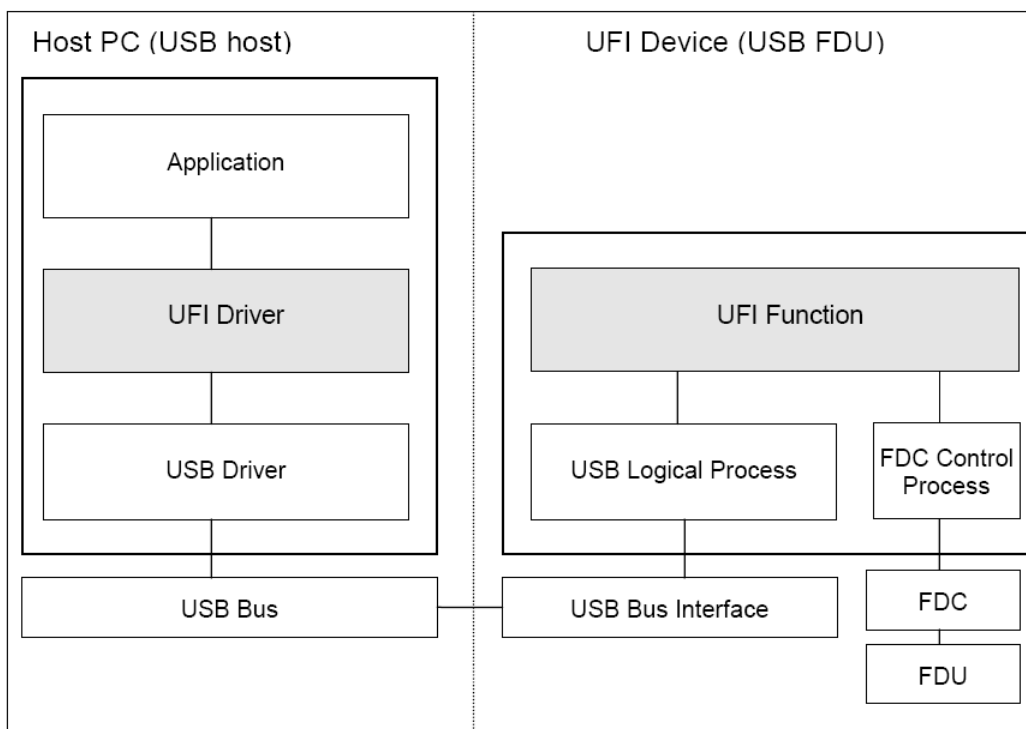 Host PC (USB host)
UFI Device (USB FDU)
Application
UFI Driver
UFI Function
USB Driver
USB Logical Process
FDC Control
Process
USB Bus
USB Bus Interface
FDC
FDU